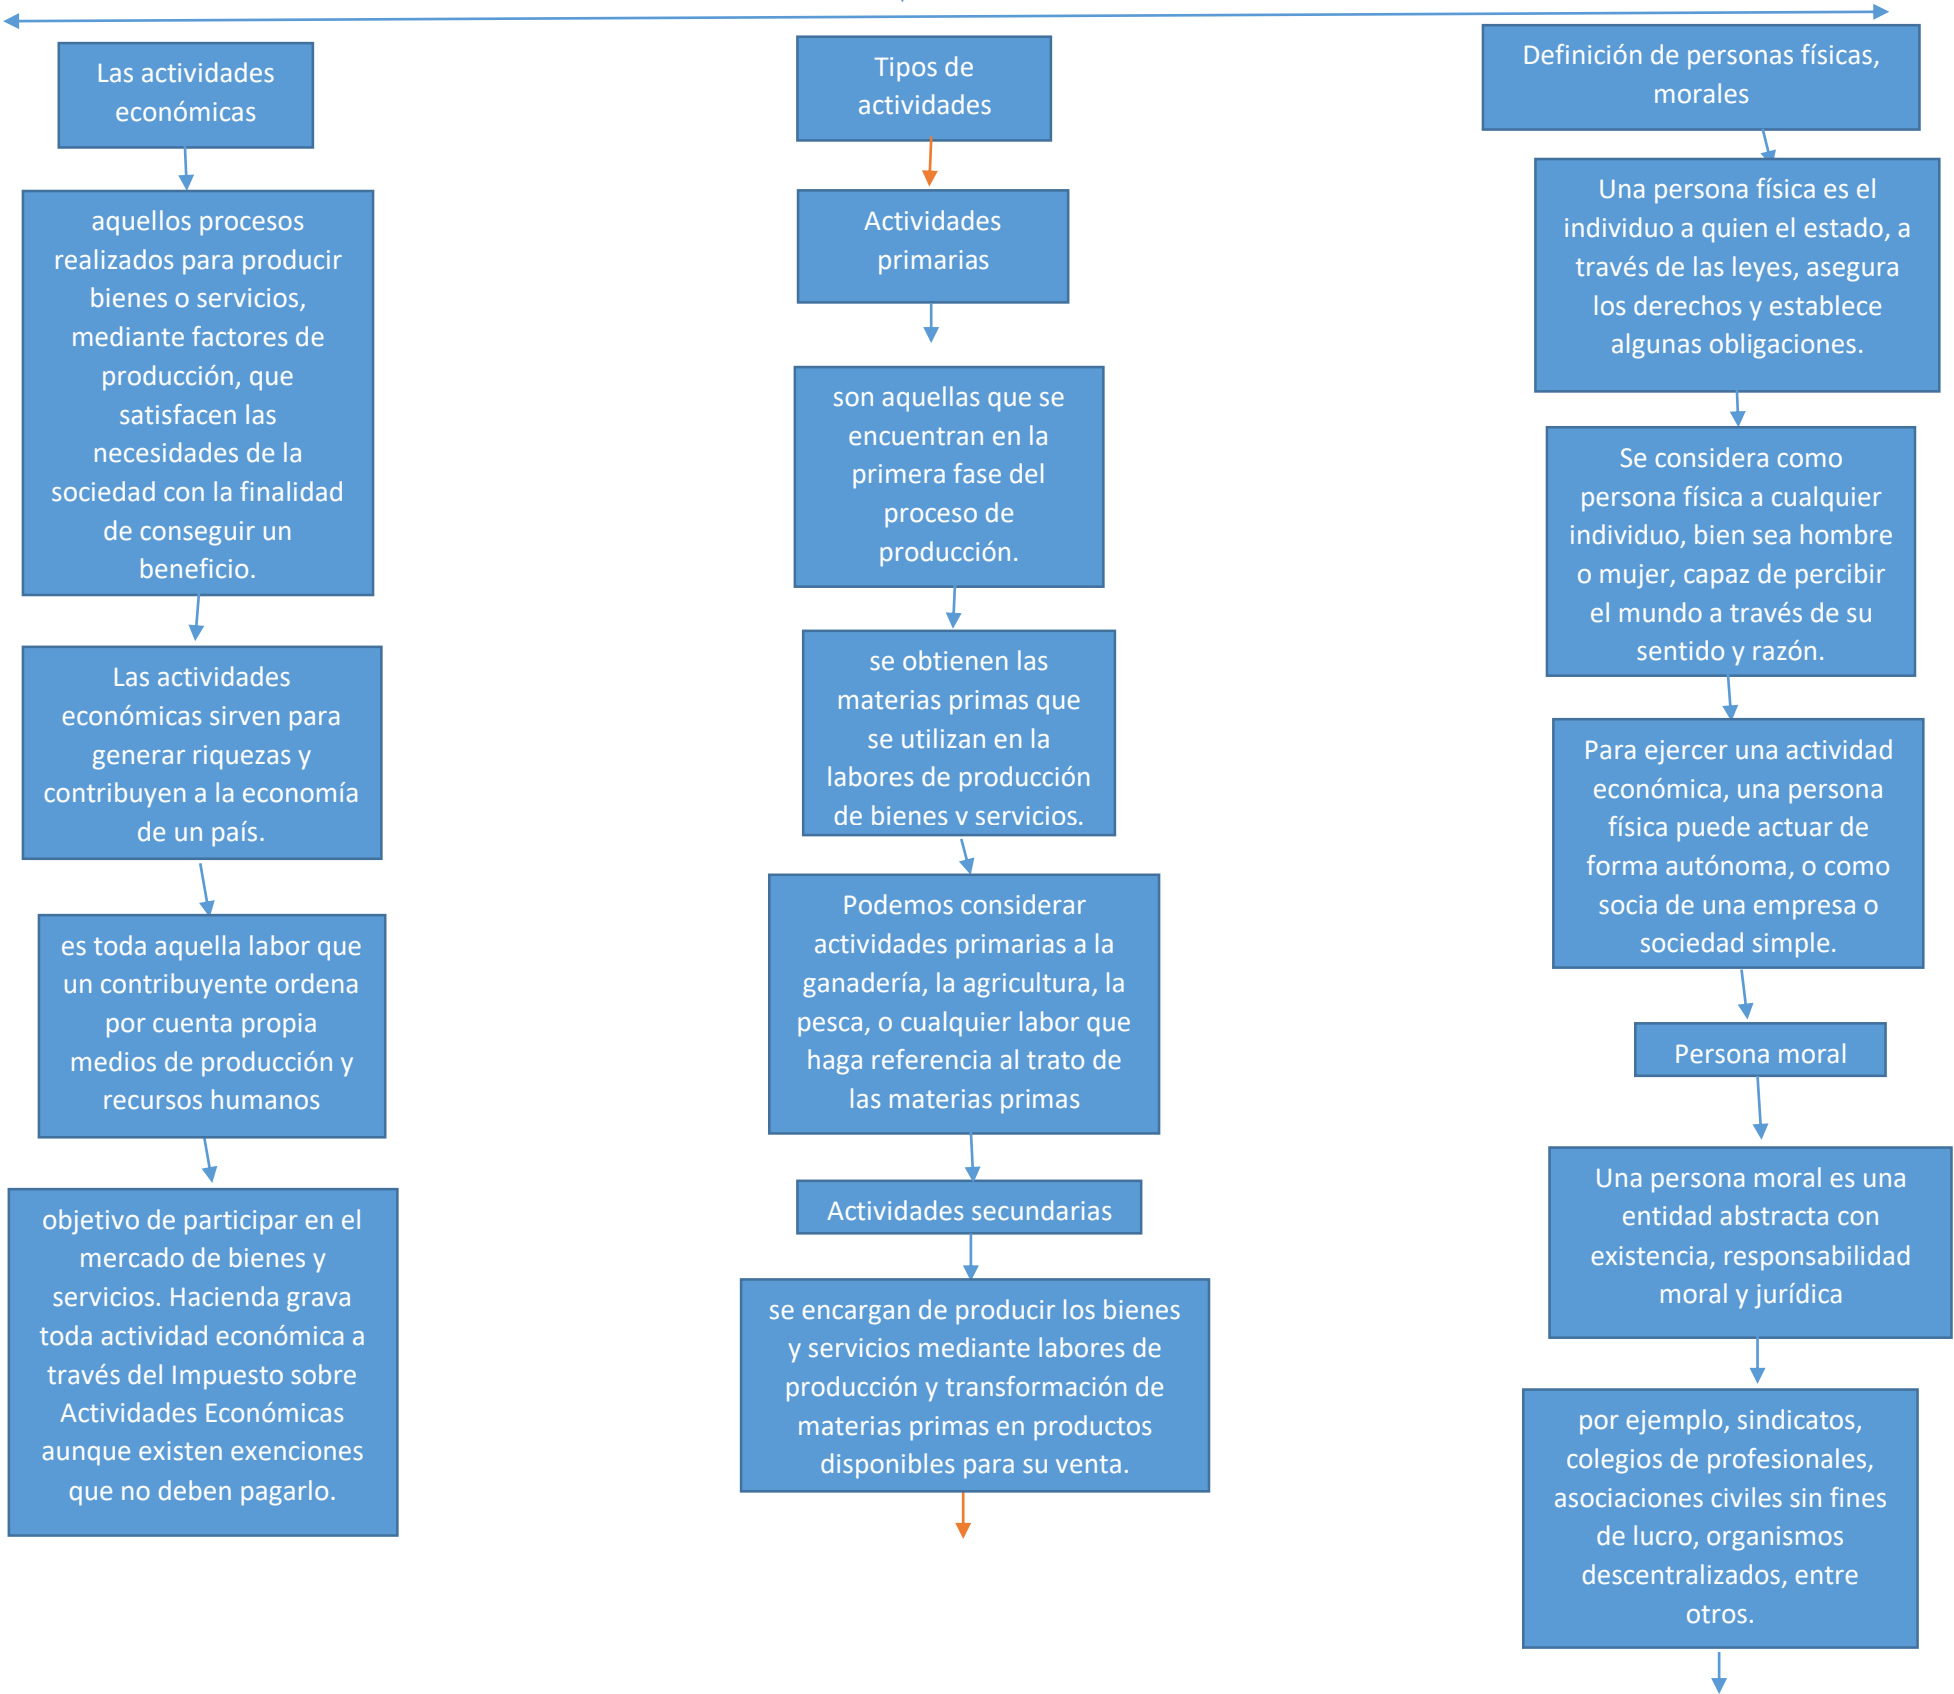 Las actividades
económicas
aquellos procesos
realizados para producir
bienes o servicios,
mediante factores de
producción, que
satisfacen las
necesidades de la
sociedad con la finalidad
de conseguir un
beneficio.
Las actividades
económicas sirven para
generar riquezas y
contribuyen a la economía
de un país.
es toda aquella labor que
un contribuyente ordena
por cuenta propia
medios de producción y
recursos humanos
objetivo de participar en el
mercado de bienes y
servicios. Hacienda grava
toda actividad económica a
través del Impuesto sobre
Actividades Económicas
aunque existen exenciones
que no deben pagarlo.
Tipos de
actividades
Actividades
primarias
son aquellas que se
encuentran en la
primera fase del
proceso de
producción.
se obtienen las
materias primas que
se utilizan en la
labores de producción
de bienes y servicios.
Podemos considerar
actividades primarias a la
ganadería, la agricultura, la
pesca, o cualquier labor que
haga referencia al trato de
las materias primas
Actividades secundarias
se encargan de producir los bienes
y servicios mediante labores de
producción y transformación de
materias primas en productos
disponibles para su venta.
Definición de personas físicas,
morales
Una persona física es el
individuo a quien el estado, a
través de las leyes, asegura
los derechos y establece
algunas obligaciones.
Se considera como
persona física a cualquier
individuo, bien sea hombre
o mujer, capaz de percibir
el mundo a través de su
sentido y razón.
Para ejercer una actividad
económica, una persona
física puede actuar de
forma autónoma, o como
socia de una empresa o
sociedad simple.
Persona moral
Una persona moral es una
entidad abstracta con
existencia, responsabilidad
moral y jurídica
por ejemplo, sindicatos,
colegios de profesionales,
asociaciones civiles sin fines
de lucro, organismos
descentralizados, entre
otros.